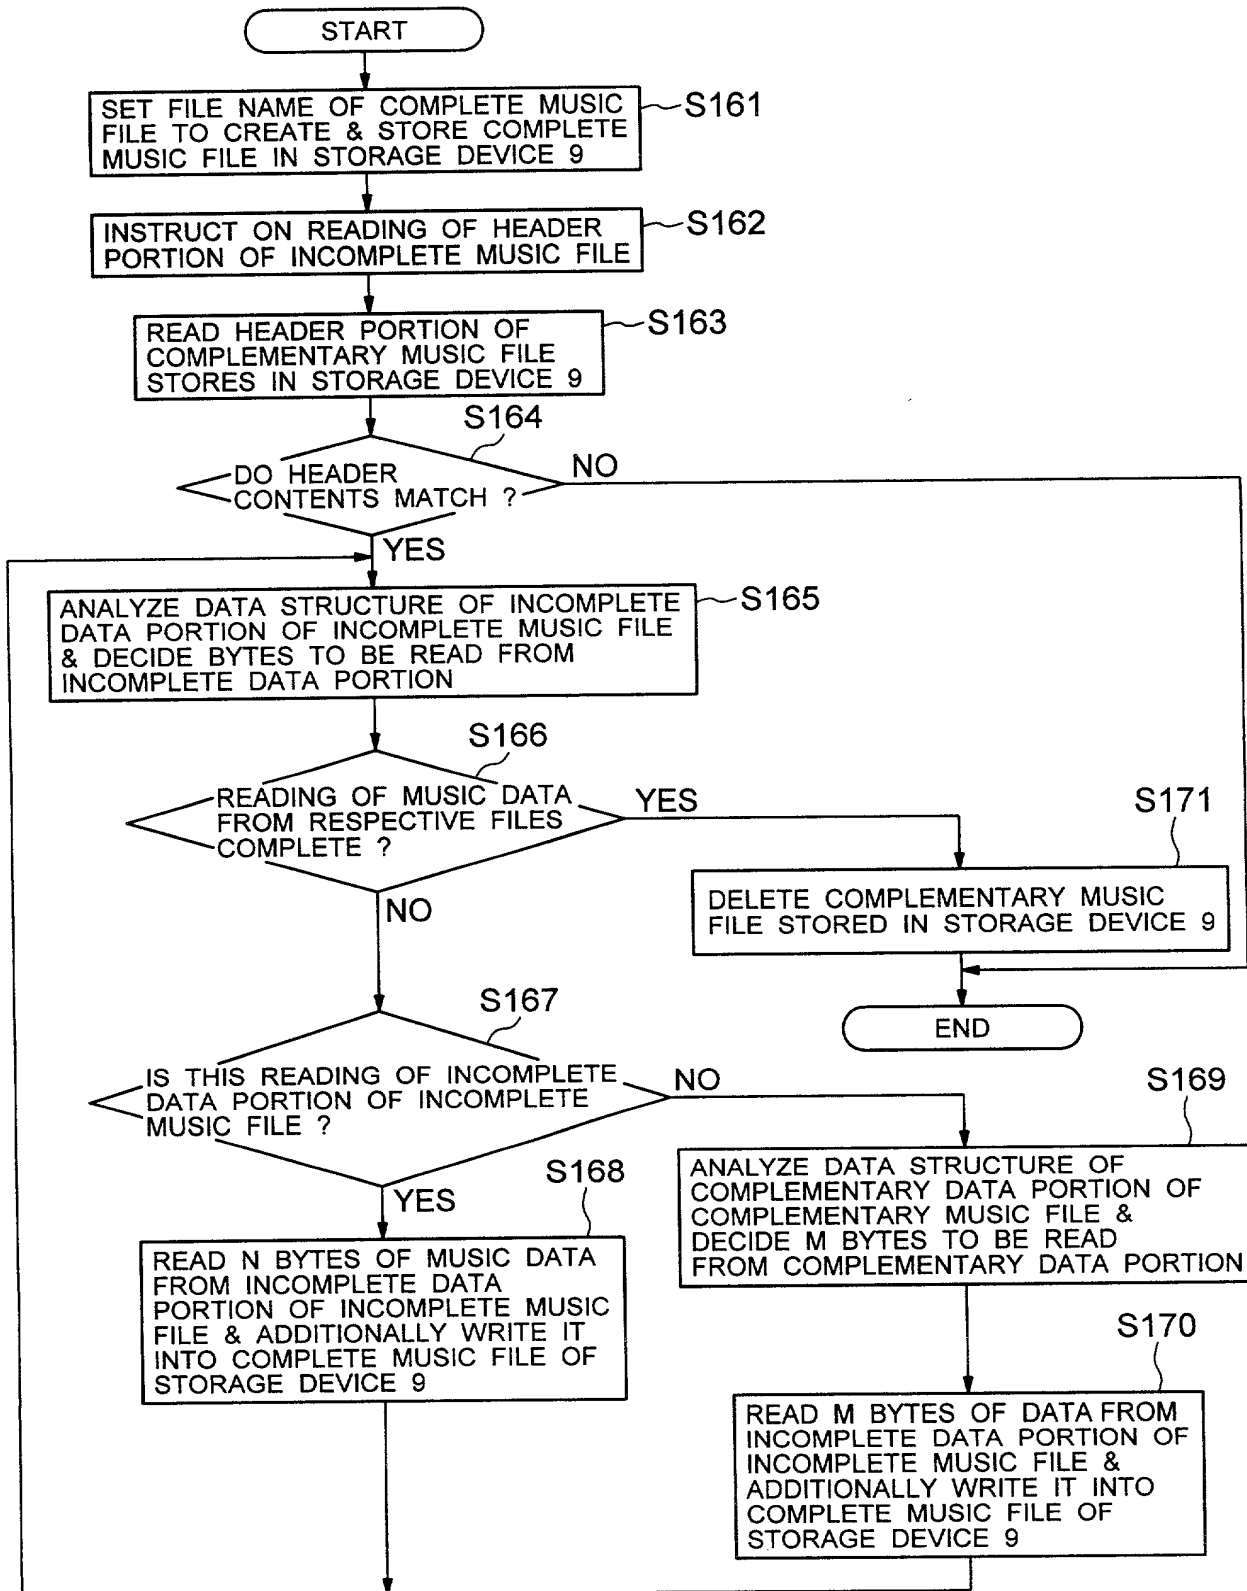 START
SET FILE NAME OF COMPLETE MUSIC
FILE TO CREATE & STORE COMPLETE
MUSIC FILE IN STORAGE DEVICE 9
S161
INSTRUCT ON READING OF HEADER
PORTION OF INCOMPLETE MUSIC FILE
S162
READ HEADER PORTION OF
COMPLEMENTARY MUSIC FILE
STORES IN STORAGE DEVICE 9
S163
S164
DO HEADER
CONTENTS MATCH ?
NO
YES
ANALYZE DATA STRUCTURE OF INCOMPLETE
DATA PORTION OF INCOMPLETE MUSIC FILE
& DECIDE BYTES TO BE READ FROM
INCOMPLETE DATA PORTION
S165
S166
READING OF MUSIC DATA
FROM RESPECTIVE FILES
COMPLETE ?
YES
NO
S171
DELETE COMPLEMENTARY MUSIC
FILE STORED IN STORAGE DEVICE 9
END
S167
IS THIS READING OF INCOMPLETE
DATA PORTION OF INCOMPLETE
MUSIC FILE ?
NO
YES
S168
READ N BYTES OF MUSIC DATA
FROM INCOMPLETE DATA
PORTION OF INCOMPLETE MUSIC
FILE & ADDITIONALLY WRITE IT
INTO COMPLETE MUSIC FILE OF
STORAGE DEVICE 9
S169
ANALYZE DATA STRUCTURE OF
COMPLEMENTARY DATA PORTION OF
COMPLEMENTARY MUSIC FILE &
DECIDE M BYTES TO BE READ
FROM COMPLEMENTARY DATA PORTION
S170
READ M BYTES OF DATA FROM
INCOMPLETE DATA PORTION OF
INCOMPLETE MUSIC FILE &
ADDITIONALLY WRITE IT INTO
COMPLETE MUSIC FILE OF
STORAGE DEVICE 9